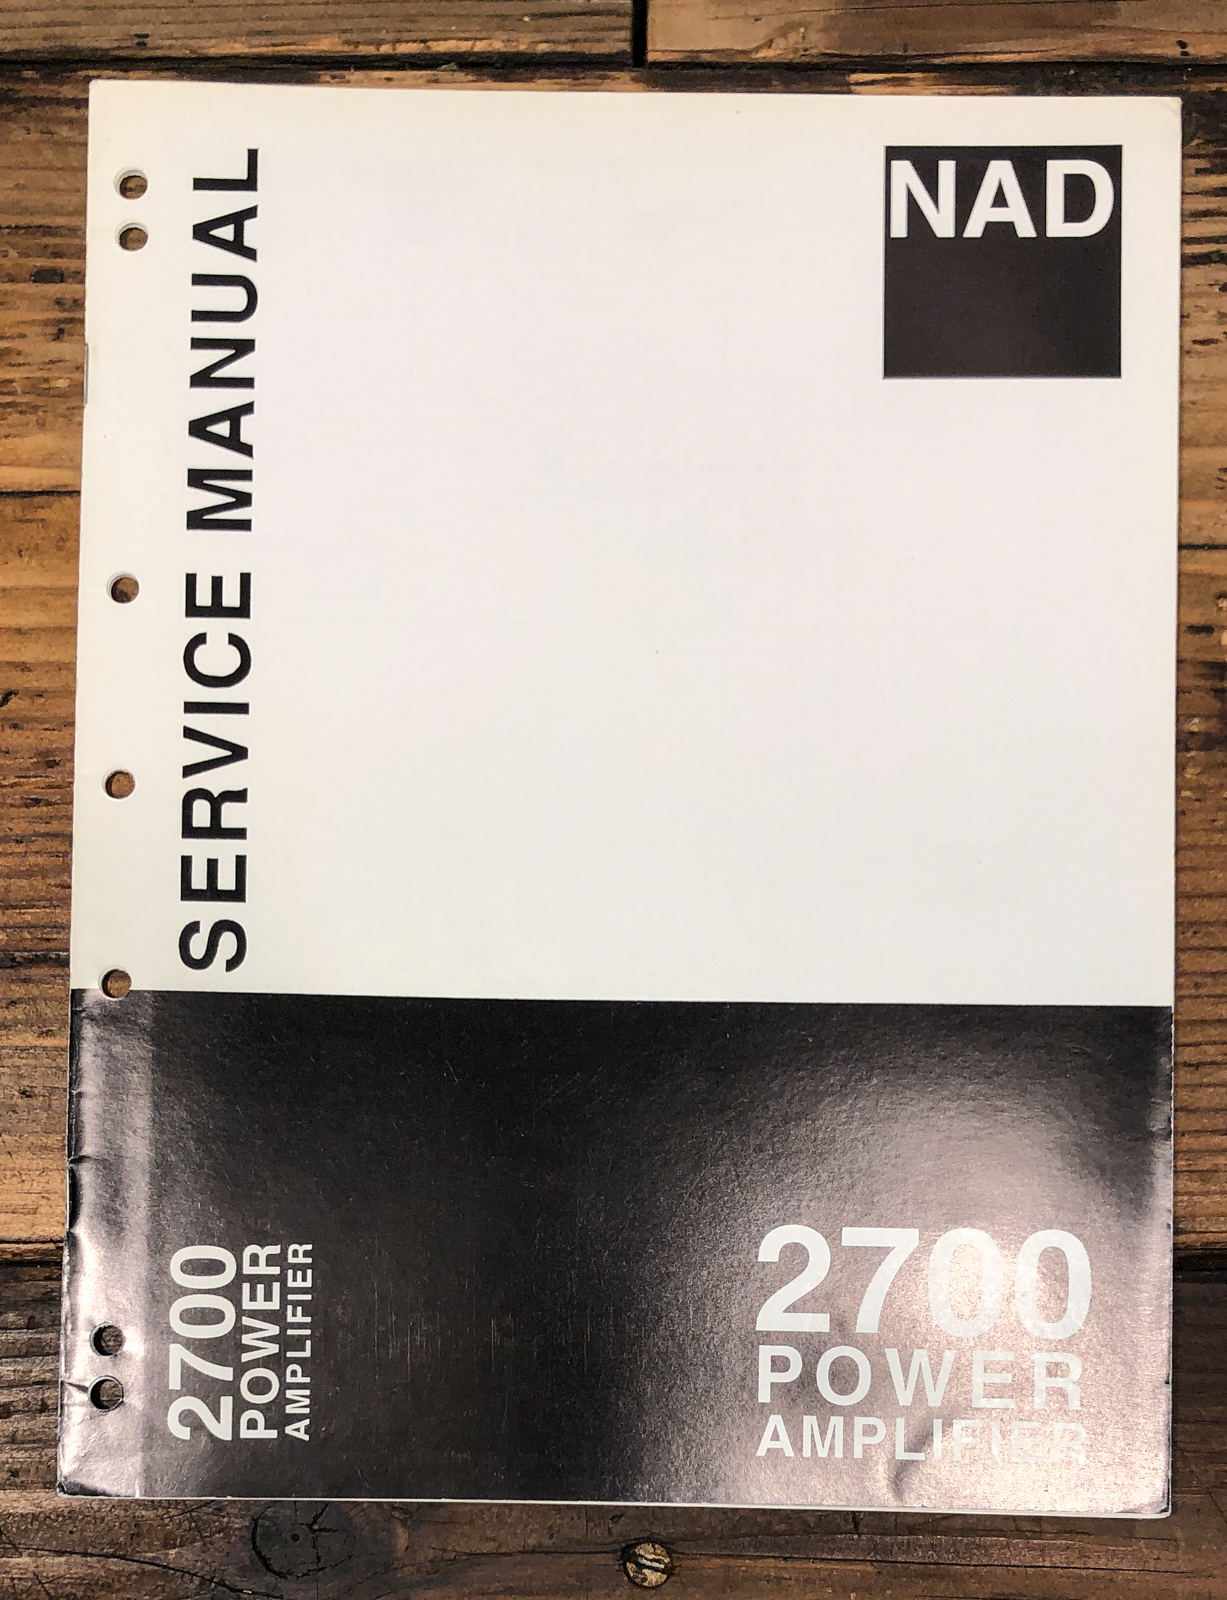 NAD
SERVICE MANUAL
2700
POWER
AMPLIFIER
2700
POWER
AMPLIFIER